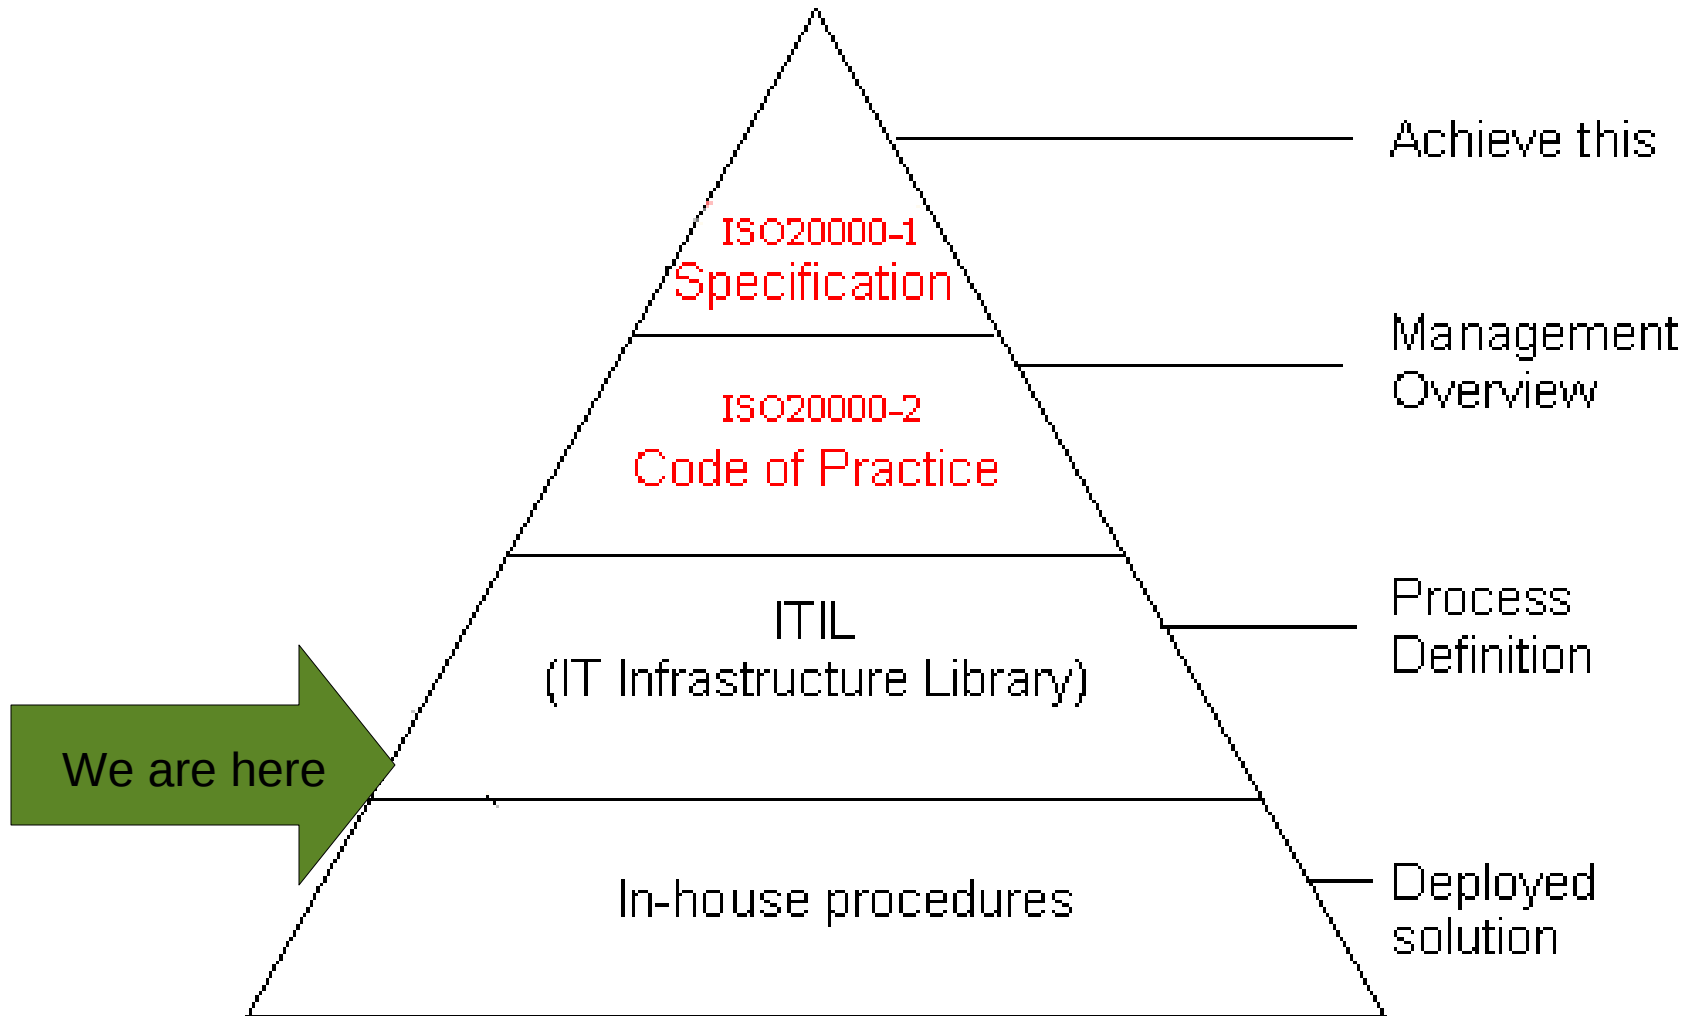 Achieve this
ISO20000-1
Specification
Management
Overview
ISO20000-2
Code of Practice
Process
Definition
ITIL
(IT Infrastructure Library)
We are here
Deployed
solution
In-house procedures